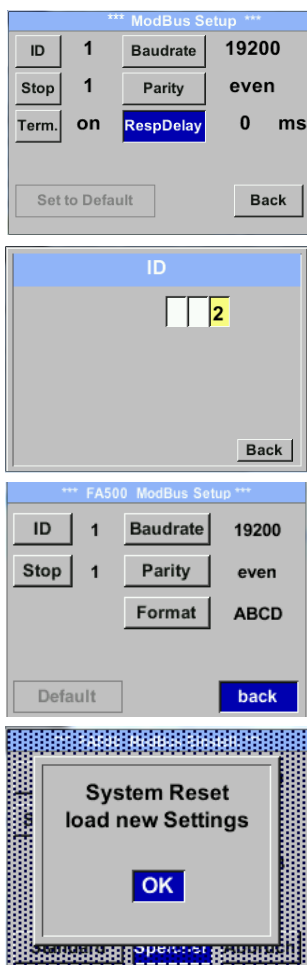 *** ModBus Setup ***
ID 1 Baudrate 19200
Stop 1 Parity even
Term. on RespDelay 0 ms
Set to Default Back
ID
2
Back
*** FA500 ModBus Setup ***
ID 1 Baudrate 19200
Stop 1 Parity even
Format ABCD
Default back
System Reset
load new Settings
OK